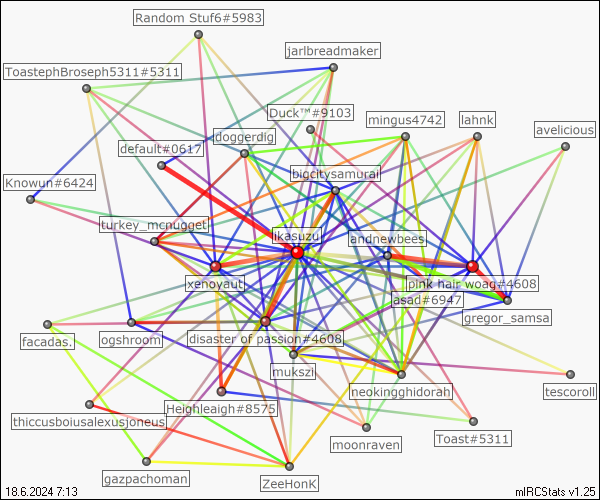 Random Stuf6#5983
jarlbreadmaker
ToastephBroseph5311#5311
Duck™#9103
mingus4742
lahnk
avelicious
doggerdig
default#0617
bigcitysamurai
Knowun#6424
turkey_mcnugget
ikasuzu
andnewbees
xenoyaut
pink hair woag#4608
asad#6947
gregor_samsa
facadas.
ogshroom
disaster of passion#4608
mukszi
neokingghidorah
tescoroll
Heighleaigh#8575
thiccusboiusalexusjoneus
moonraven
Toast#5311
gazpachoman
ZeeHonK
18.6.2024 7:13
mIRCStats v1.25